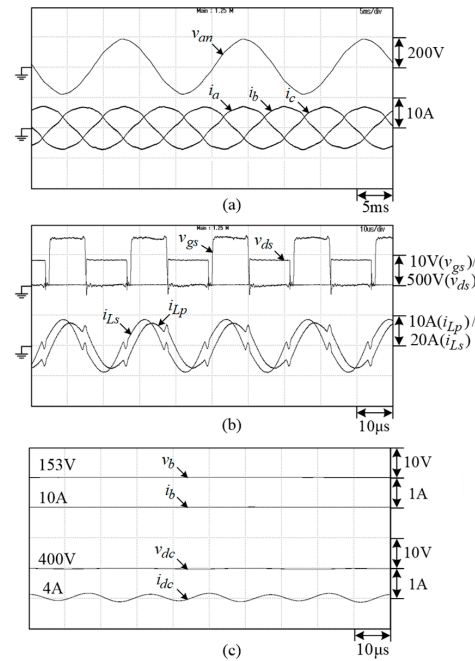 Main : 1.25 M
5ms/div
v_an
200V
i_a
i_b
i_c
10A
(a)
5ms
Main : 1.25 M
10us/div
v_gs
v_ds
10V(v_gs)/
500V(v_ds)
i_Ls
i_Lp
10A(i_Lp)/
20A(i_Ls)
(b)
10μs
153V
v_b
10V
10A
i_b
1A
400V
v_dc
10V
4A
i_dc
1A
(c)
10μs